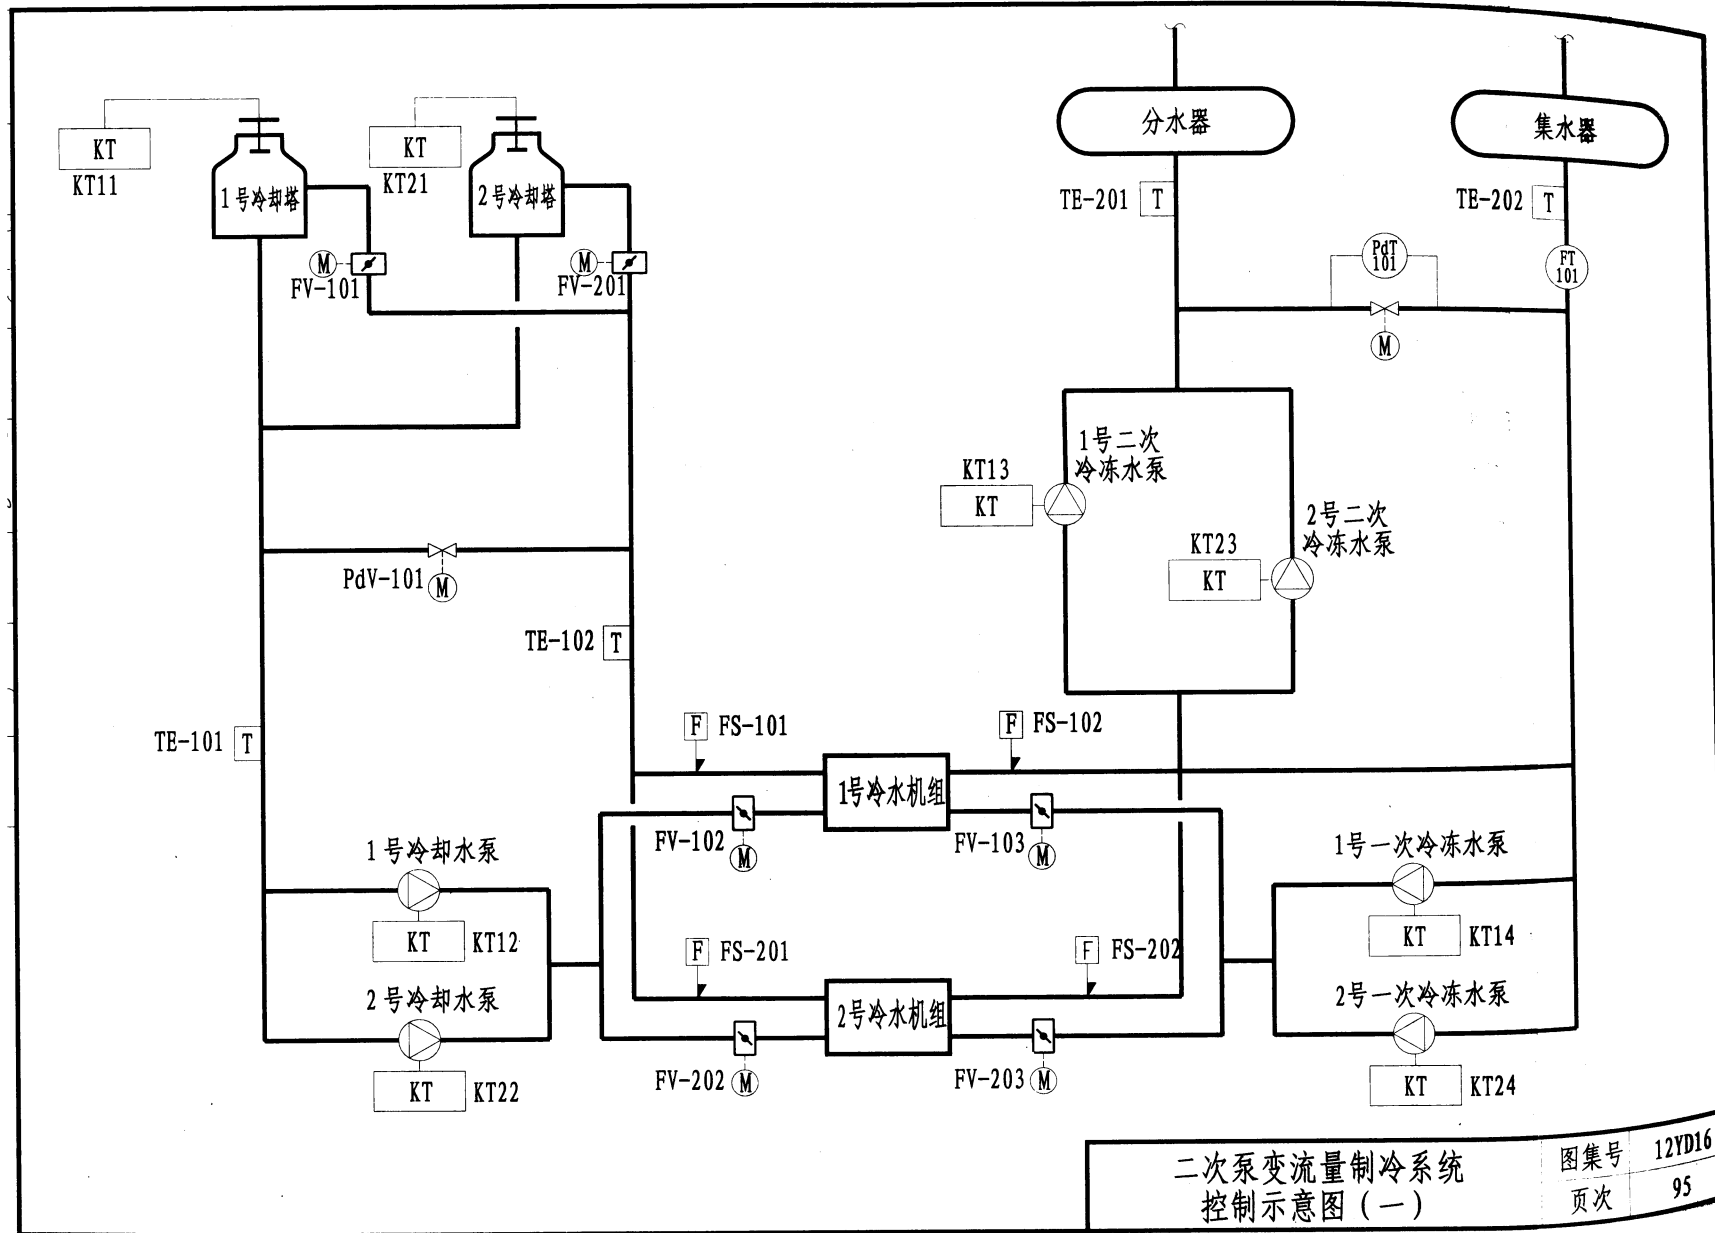 分水器
集水器
KT
KT11
KT
KT21
1号冷却塔
2号冷却塔
TE-201
T
TE-202
T
M
FV-101
M
FV-201
PdT
101
FT
101
M
1号二次
冷冻水泵
KT13
KT
2号二次
冷冻水泵
KT23
KT
PdV-101
M
TE-102
T
TE-101
T
F
FS-101
F
FS-102
1号冷水机组
FV-102
M
FV-103
M
1号冷却水泵
KT
KT12
1号一次冷冻水泵
KT
KT14
F
FS-201
F
FS-202
2号冷却水泵
KT
KT22
2号冷水机组
FV-202
M
FV-203
M
2号一次冷冻水泵
KT
KT24
二次泵变流量制冷系统
控制示意图(一)
图集号
12YD16
页次
95